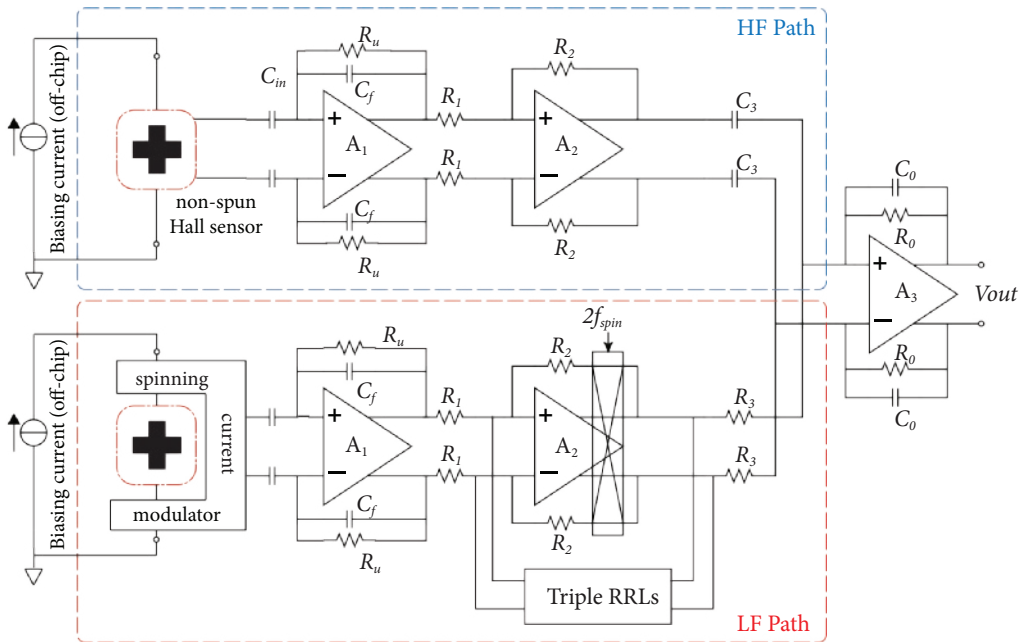 HF Path
Biasing current (off-chip)
non-spun
Hall sensor
C_in
R_u
C_f
A_1
C_f
R_u
R_1
R_1
R_2
A_2
R_2
C_3
C_3
C_0
R_0
A_3
R_0
C_0
Vout
Biasing current (off-chip)
spinning
current
modulator
R_u
C_f
A_1
C_f
R_u
R_1
R_1
2f_spin
R_2
A_2
R_2
R_3
R_3
Triple RRLs
LF Path